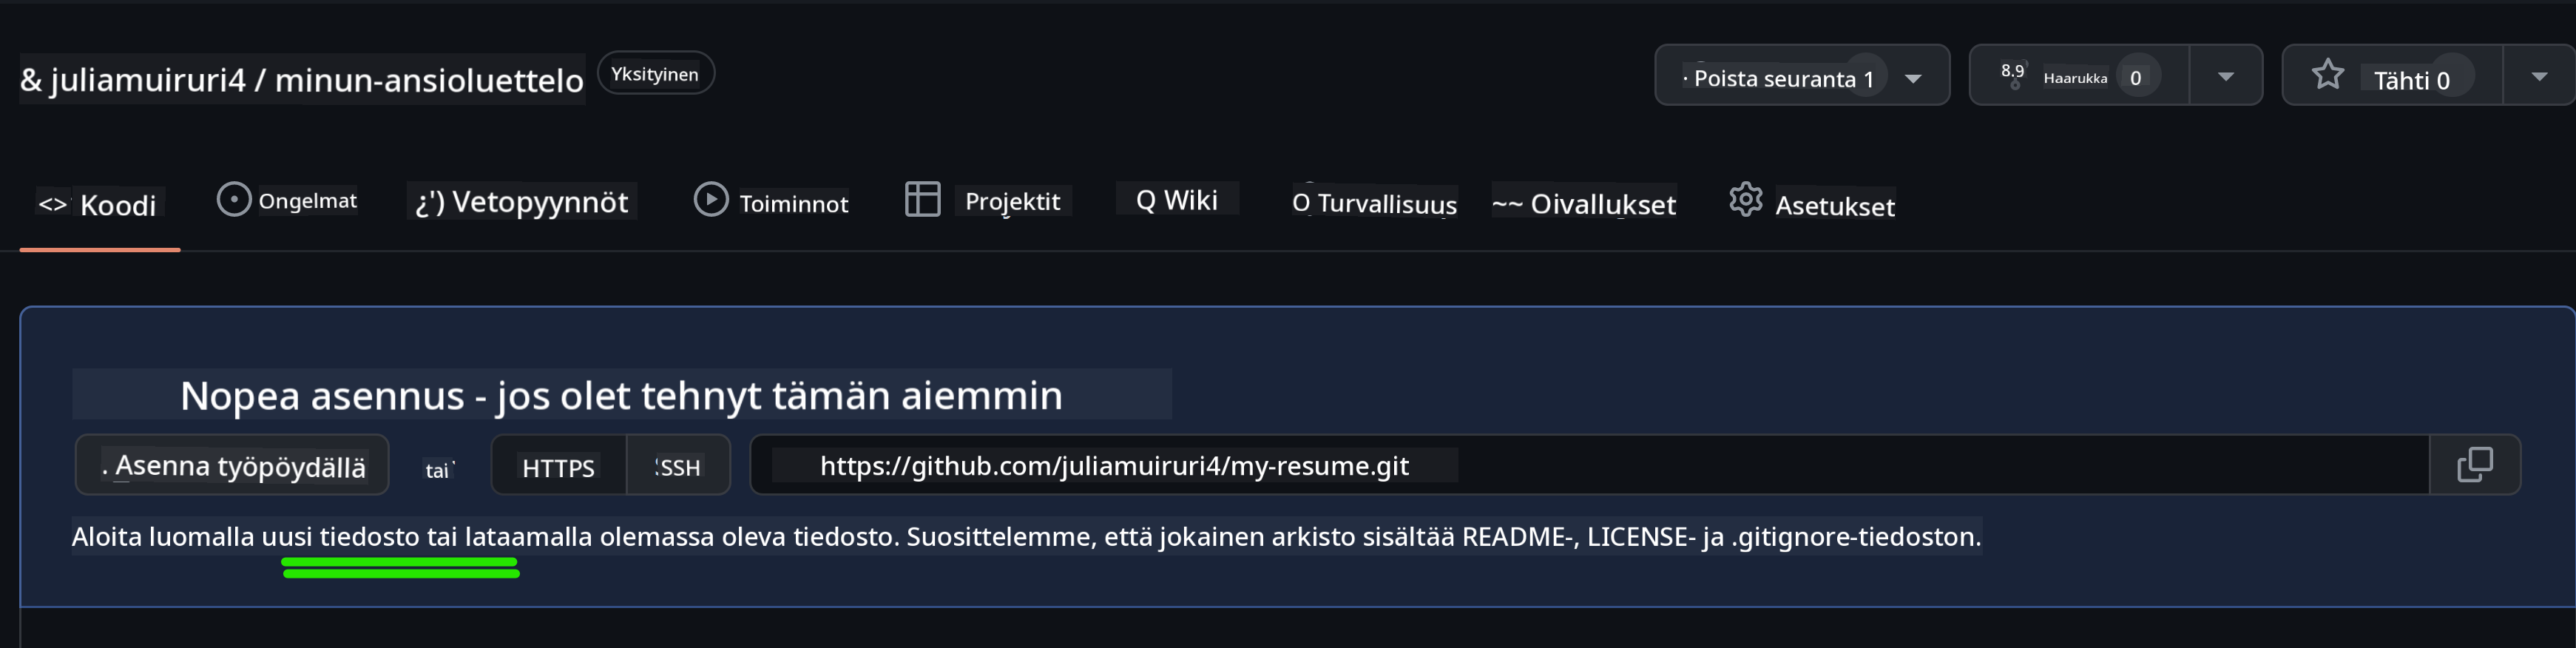 & juliamuiruri4 / minun-ansioluettelo Yksityinen
· Poista seuranta 1
8.9 Haarukka 0
Tähti 0
<> Koodi
Ongelmat
¿') Vetopyynnöt
Toiminnot
Projektit
Q Wiki
O Turvallisuus
~~ Oivallukset
Asetukset
Nopea asennus - jos olet tehnyt tämän aiemmin
. Asenna työpöydällä tai HTTPS SSH https://github.com/juliamuiruri4/my-resume.git
Aloita luomalla uusi tiedosto tai lataamalla olemassa oleva tiedosto. Suosittelemme, että jokainen arkisto sisältää README-, LICENSE- ja .gitignore-tiedoston.